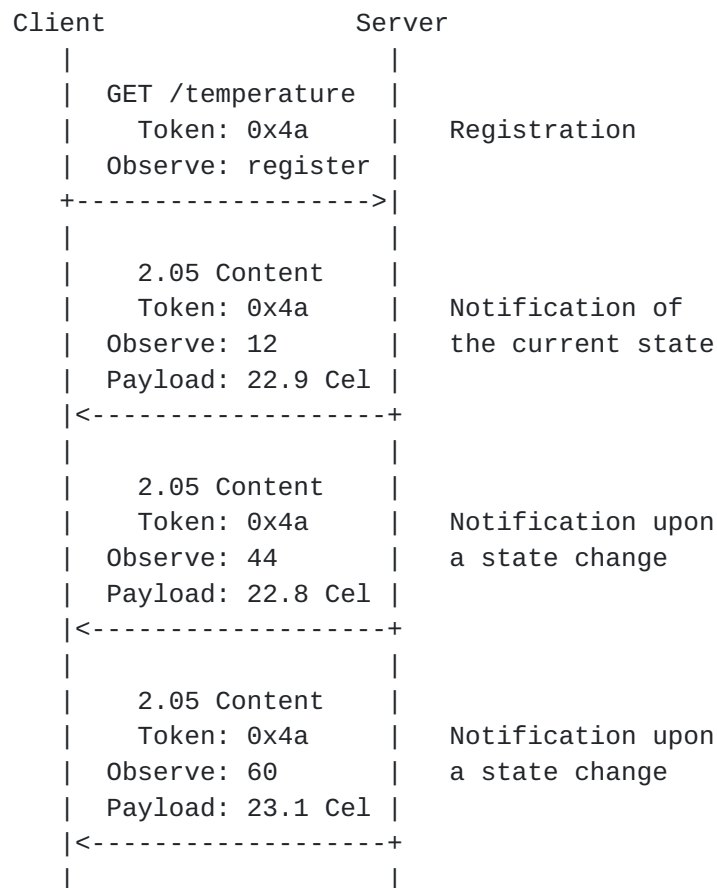 Client Server
GET /temperature
Token: 0x4a Registration
Observe: register
2.05 Content
Token: 0x4a Notification of
Observe: 12 the current state
Payload: 22.9 Cel
2.05 Content
Token: 0x4a Notification upon
Observe: 44 a state change
Payload: 22.8 Cel
2.05 Content
Token: 0x4a Notification upon
Observe: 60 a state change
Payload: 23.1 Cel